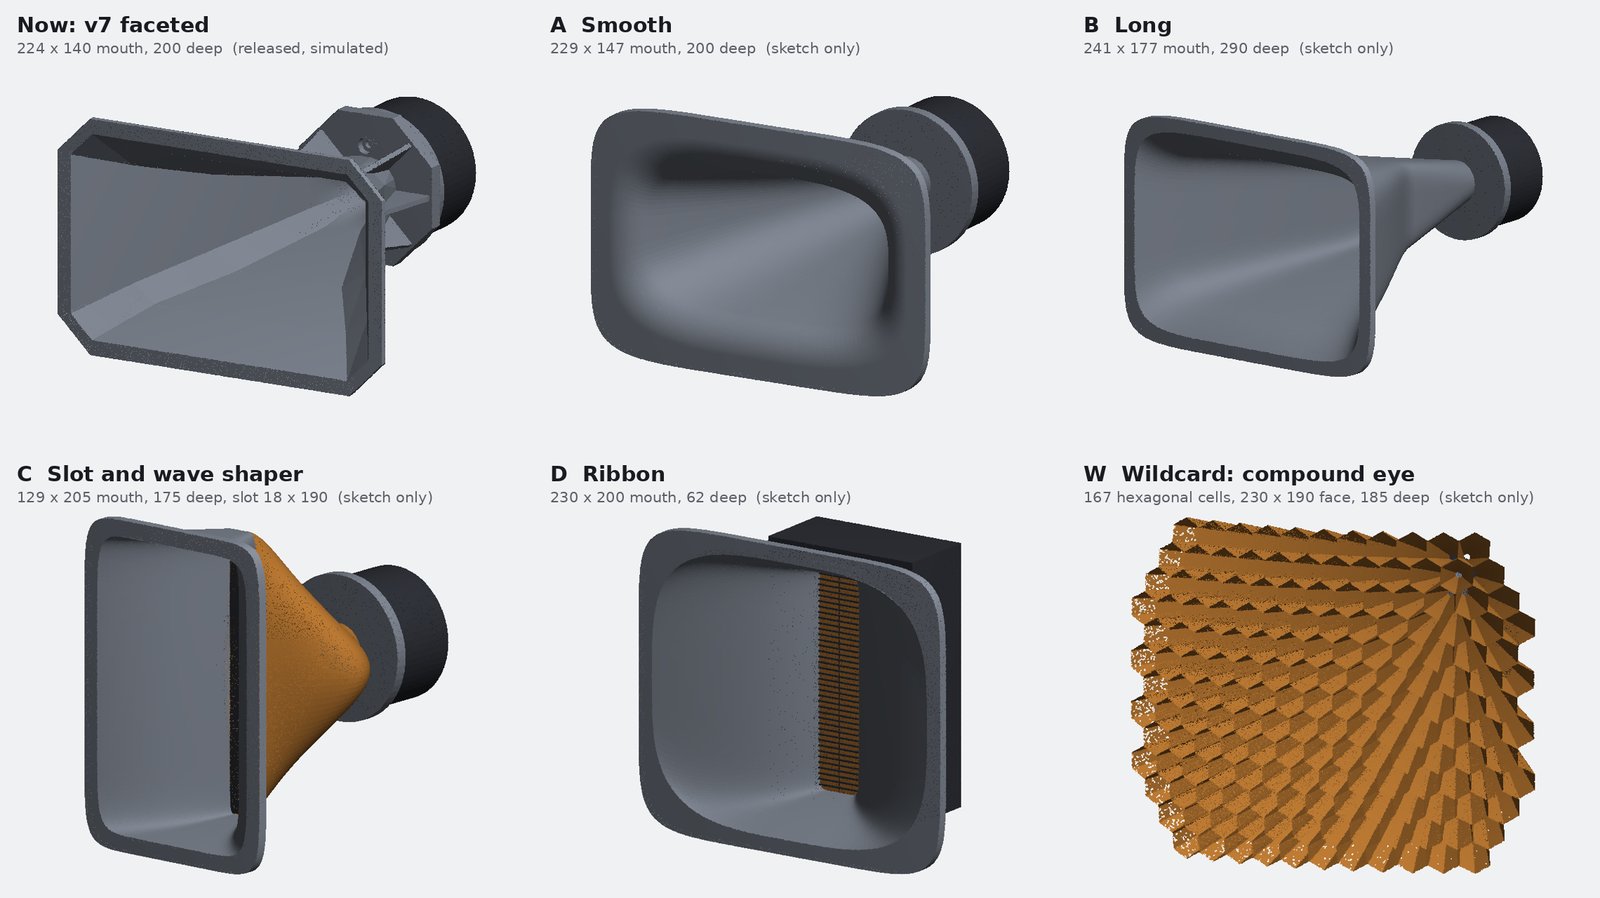 Now: v7 faceted
224 x 140 mouth, 200 deep  (released, simulated)
A  Smooth
229 x 147 mouth, 200 deep  (sketch only)
B  Long
241 x 177 mouth, 290 deep  (sketch only)
C  Slot and wave shaper
129 x 205 mouth, 175 deep, slot 18 x 190  (sketch only)
D  Ribbon
230 x 200 mouth, 62 deep  (sketch only)
W  Wildcard: compound eye
167 hexagonal cells, 230 x 190 face, 185 deep  (sketch only)